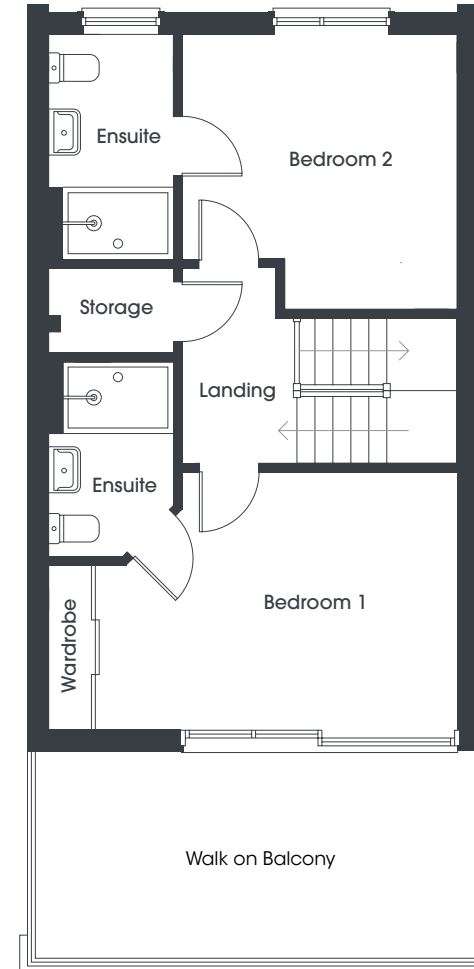 Ensuite
Bedroom 2
Storage
Landing
Ensuite
Bedroom 1
Wardrobe
Walk on Balcony